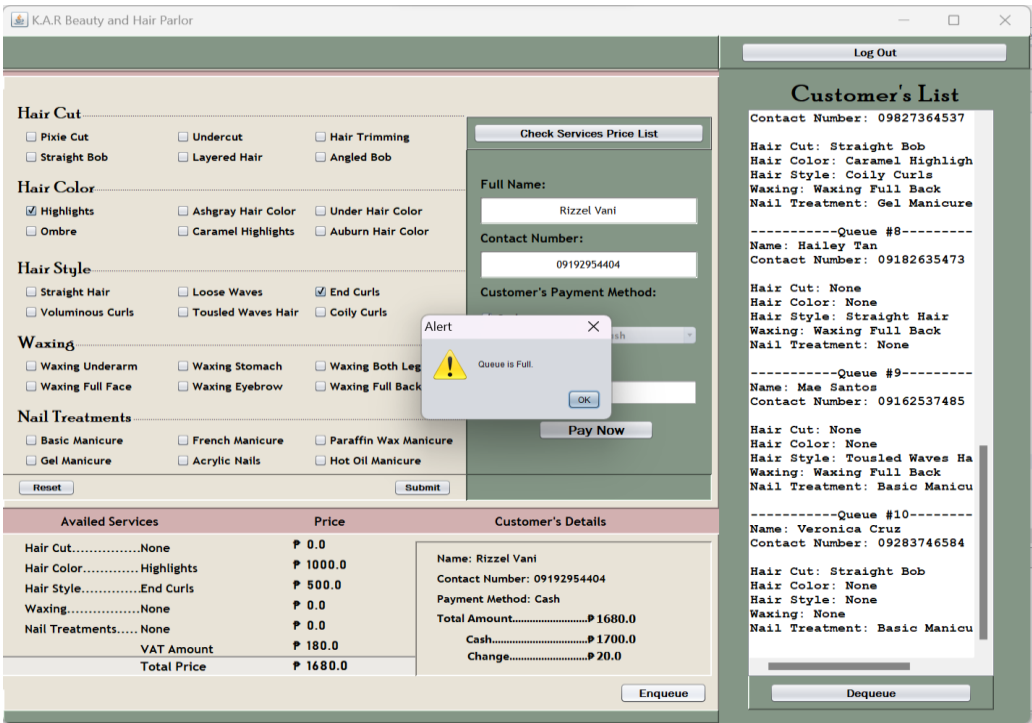 K.A.R Beauty and Hair Parlor
Log Out
Hair Cut
Pixie Cut Undercut Hair Trimming
Straight Bob Layered Hair Angled Bob
Hair Color
Highlights Ashgray Hair Color Under Hair Color
Ombre Caramel Highlights Auburn Hair Color
Hair Style
Straight Hair Loose Waves End Curls
Voluminous Curls Tousled Waves Hair Coily Curls
Waxing
Waxing Underarm Waxing Stomach Waxing Both Leg
Waxing Full Face Waxing Eyebrow Waxing Full Back
Nail Treatments
Basic Manicure French Manicure Paraffin Wax Manicure
Gel Manicure Acrylic Nails Hot Oil Manicure
Reset Submit
Check Services Price List
Full Name:
Rizzel Vani
Contact Number:
09192954404
Customer's Payment Method:
Alert
Queue is Full.
OK
Pay Now
Availed Services Price Customer's Details
Hair Cut...............None ₱ 0.0
Hair Color............Highlights ₱ 1000.0
Hair Style.............End Curls ₱ 500.0
Waxing.................None ₱ 0.0
Nail Treatments..... None ₱ 0.0
VAT Amount ₱ 180.0
Total Price ₱ 1680.0
Name: Rizzel Vani
Contact Number: 09192954404
Payment Method: Cash
Total Amount..........................₱ 1680.0
Cash.................................₱ 1700.0
Change...........................₱ 20.0
Enqueue
Customer's List
Contact Number: 09827364537
Hair Cut: Straight Bob
Hair Color: Caramel Highligh
Hair Style: Coily Curls
Waxing: Waxing Full Back
Nail Treatment: Gel Manicure
-----------Queue #8---------
Name: Hailey Tan
Contact Number: 09182635473
Hair Cut: None
Hair Color: None
Hair Style: Straight Hair
Waxing: Waxing Full Back
Nail Treatment: None
-----------Queue #9---------
Name: Mae Santos
Contact Number: 09162537485
Hair Cut: None
Hair Color: None
Hair Style: Tousled Waves Ha
Waxing: Waxing Full Back
Nail Treatment: Basic Manicu
-----------Queue #10--------
Name: Veronica Cruz
Contact Number: 09283746584
Hair Cut: Straight Bob
Hair Color: None
Hair Style: None
Waxing: None
Nail Treatment: Basic Manicu
Dequeue